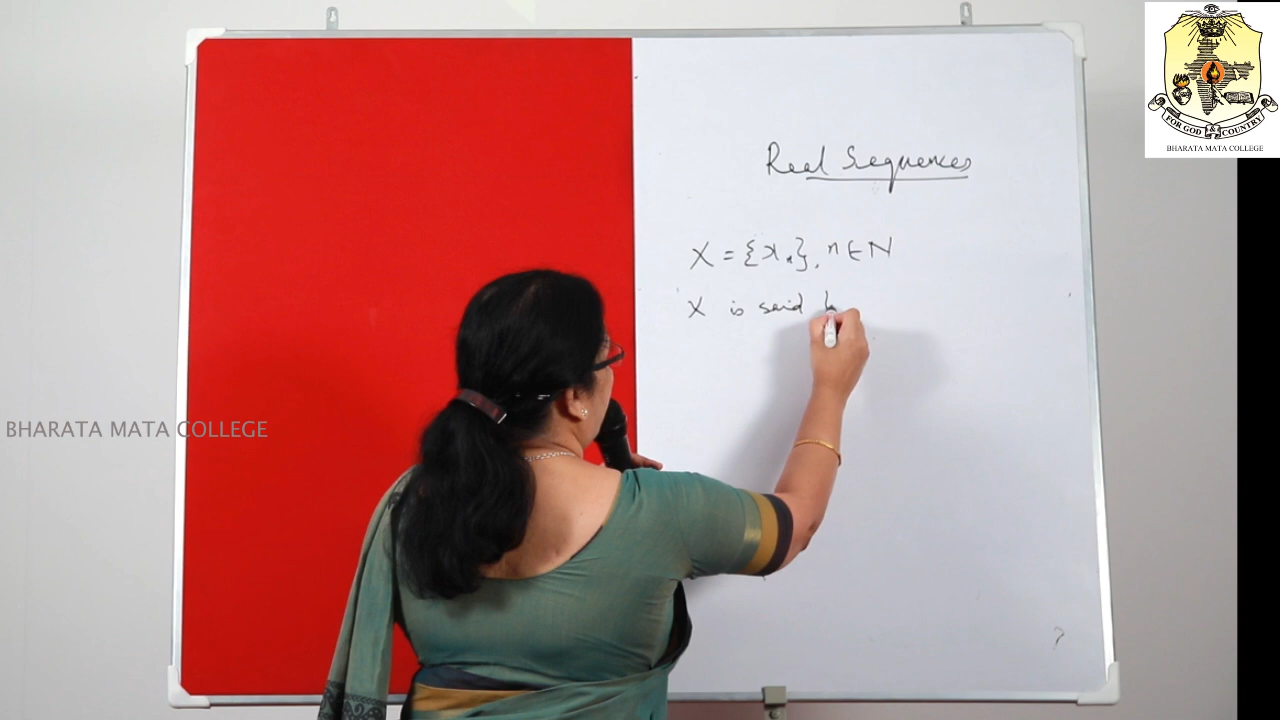 Real Sequences
X = {xₙ}, n ∈ N
X is said
BHARATA MATA COLLEGE
FOR GOD & COUNTRY
BHARATA MATA COLLEGE